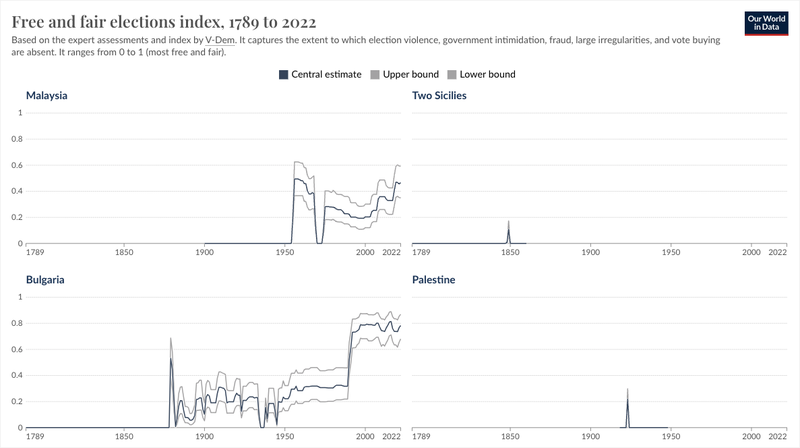 Free and fair elections index, 1789 to 2022
Our World
in Data
Based on the expert assessments and index by V-Dem. It captures the extent to which election violence, government intimidation, fraud, large irregularities, and vote buying
are absent. It ranges from 0 to 1 (most free and fair).
Central estimate Upper bound Lower bound
Malaysia Two Sicilies
1
0.8
0.6
0.4
0.2
0
1789 1850 1900 1950 2000 2022 1789 1850 1900 1950 2000 2022
Bulgaria Palestine
1
0.8
0.6
0.4
0.2
0
1789 1850 1900 1950 2000 2022 1789 1850 1900 1950 2000 2022